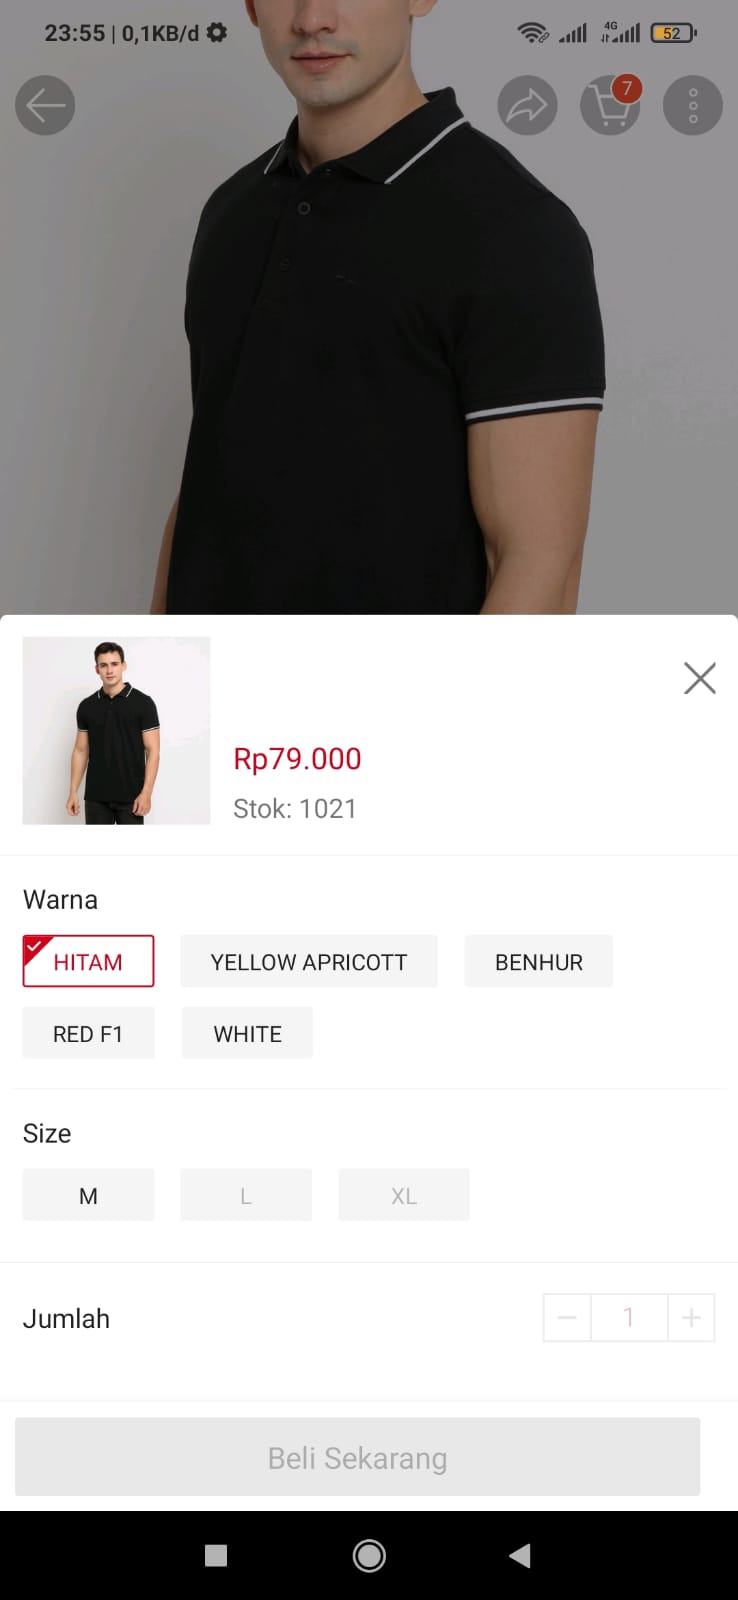 23:55 | 0,1KB/d
4G
52
7
Rp79.000
Stok: 1021
Warna
HITAM
YELLOW APRICOTT
BENHUR
RED F1
WHITE
Size
M
L
XL
Jumlah
1
Beli Sekarang